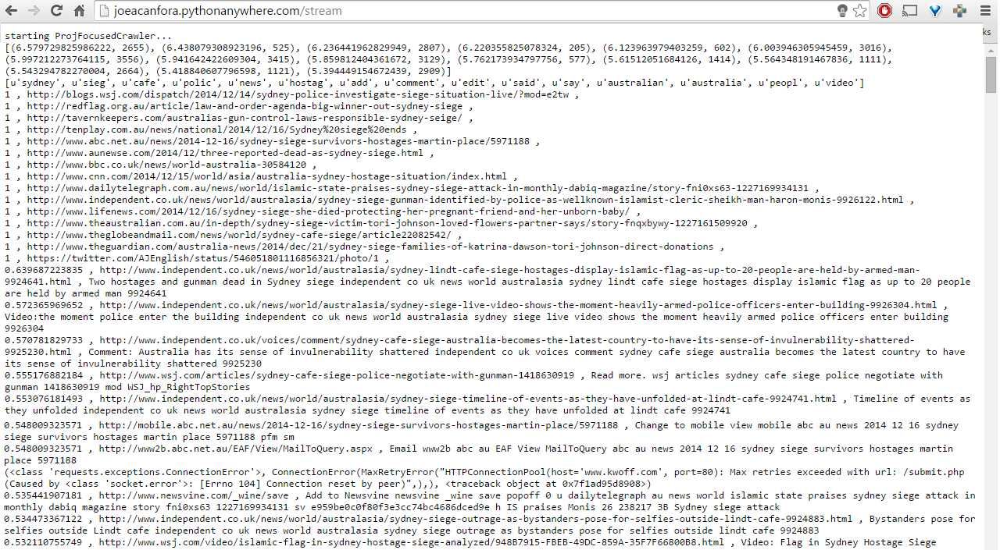 joeacanfora.pythonanywhere.com/stream
ks
starting ProjFocusedCrawler...
[(6.579729825986222, 2655), (6.438079308923196, 525), (6.236441962829949, 2807), (6.220355825078324, 205), (6.123963979403259, 602), (6.003946305945459, 3016),
(5.997212273764115, 3556), (5.941642422609304, 3415), (5.859812404361672, 3129), (5.762173934797756, 577), (5.61512051684126, 1414), (5.564348191467836, 1111),
(5.543294782270004, 2664), (5.418840607796598, 1121), (5.394449154672439, 2909)]
[u'sydney', u'sieg', u'cafe', u'polic', u'news', u'hostag', u'add', u'comment', u'edit', u'said', u'say', u'australian', u'australia', u'peopl', u'video']
1 , http://blogs.wsj.com/dispatch/2014/12/14/sydney-police-investigate-siege-situation-live/?mod=e2tw ,
1 , http://redflag.org.au/article/law-and-order-agenda-big-winner-out-sydney-siege ,
1 , http://tavernkeepers.com/australias-gun-control-laws-responsible-sydney-seige/ ,
1 , http://tenplay.com.au/news/national/2014/12/16/Sydney%20siege%20ends ,
1 , http://www.abc.net.au/news/2014-12-16/sydney-siege-survivors-hostages-martin-place/5971188 ,
1 , http://www.aunewse.com/2014/12/three-reported-dead-as-sydney-siege.html ,
1 , http://www.bbc.co.uk/news/world-australia-30584120 ,
1 , http://www.cnn.com/2014/12/15/world/asia/australia-sydney-hostage-situation/index.html ,
1 , http://www.dailytelegraph.com.au/news/world/islamic-state-praises-sydney-siege-attack-in-monthly-dabiq-magazine/story-fni0xs63-1227169934131 ,
1 , http://www.independent.co.uk/news/world/australasia/sydney-siege-gunman-identified-by-police-as-wellknown-islamist-cleric-sheikh-man-haron-monis-9926122.html ,
1 , http://www.lifenews.com/2014/12/16/sydney-siege-she-died-protecting-her-pregnant-friend-and-her-unborn-baby/ ,
1 , http://www.theaustralian.com.au/in-depth/sydney-siege-victim-tori-johnson-loved-flowers-partner-says/story-fnqxbywy-1227161509920 ,
1 , http://www.theglobeandmail.com/news/world/sydney-cafe-siege/article22082542/ ,
1 , http://www.theguardian.com/australia-news/2014/dec/21/sydney-siege-families-of-katrina-dawson-tori-johnson-direct-donations ,
1 , https://twitter.com/AJEnglish/status/546051801116856321/photo/1 ,
0.639687223835 , http://www.independent.co.uk/news/world/australasia/sydney-lindt-cafe-siege-hostages-display-islamic-flag-as-up-to-20-people-are-held-by-armed-man-
9924641.html , Two hostages and gunman dead in Sydney siege independent co uk news world australasia sydney lindt cafe siege hostages display islamic flag as up to 20 people
are held by armed man 9924641
0.572365969652 , http://www.independent.co.uk/news/world/australasia/sydney-siege-live-video-shows-the-moment-heavily-armed-police-officers-enter-building-9926304.html ,
Video:the moment police enter the building independent co uk news world australasia sydney siege live video shows the moment heavily armed police officers enter building
9926304
0.570781829733 , http://www.independent.co.uk/voices/comment/sydney-cafe-siege-australia-becomes-the-latest-country-to-have-its-sense-of-invulnerability-shattered-
9925230.html , Comment: Australia has its sense of invulnerability shattered independent co uk voices comment sydney cafe siege australia becomes the latest country to have
its sense of invulnerability shattered 9925230
0.555176882184 , http://www.wsj.com/articles/sydney-cafe-siege-police-negotiate-with-gunman-1418630919 , Read more. wsj articles sydney cafe siege police negotiate with
gunman 1418630919 mod WSJ_hp_RightTopStories
0.553076181493 , http://www.independent.co.uk/news/world/australasia/sydney-siege-timeline-of-events-as-they-have-unfolded-at-lindt-cafe-9924741.html , Timeline of events as
they unfolded independent co uk news world australasia sydney siege timeline of events as they have unfolded at lindt cafe 9924741
0.548009323571 , http://mobile.abc.net.au/news/2014-12-16/sydney-siege-survivors-hostages-martin-place/5971188 , Change to mobile view mobile abc au news 2014 12 16 sydney
siege survivors hostages martin place 5971188 pfm sm
0.548009323571 , http://www2b.abc.net.au/EAF/View/MailToQuery.aspx , Email www2b abc au EAF View MailToQuery abc au news 2014 12 16 sydney siege survivors hostages martin
place 5971188
(<class 'requests.exceptions.ConnectionError'>, ConnectionError(MaxRetryError("HTTPConnectionPool(host='www.kwoff.com', port=80): Max retries exceeded with url: /submit.php
(Caused by <class 'socket.error'>: [Errno 104] Connection reset by peer)",),), <traceback object at 0x7f1ad95d8908>)
0.535441907181 , http://www.newsvine.com/_wine/save , Add to Newsvine newsvine _wine save popoff 0 u dailytelegraph au news world islamic state praises sydney siege attack in
monthly dabiq magazine story fni0xs63 1227169934131 sv e959be0c0f80f3e3cc74bc4686dced9e h IS praises Monis 26 238217 3B Sydney siege attack
0.534473367122 , http://www.independent.co.uk/news/world/australasia/sydney-siege-outrage-as-bystanders-pose-for-selfies-outside-lindt-cafe-9924883.html , Bystanders pose for
selfies outside Lindt cafe independent co uk news world australasia sydney siege outrage as bystanders pose for selfies outside lindt cafe 9924883
0.532110755749 , http://www.wsj.com/video/islamic-flag-in-sydney-hostage-siege-analyzed/948B7915-FBEB-49DC-859A-35F7F66800B8.html , Video: Flag in Sydney Hostage Siege